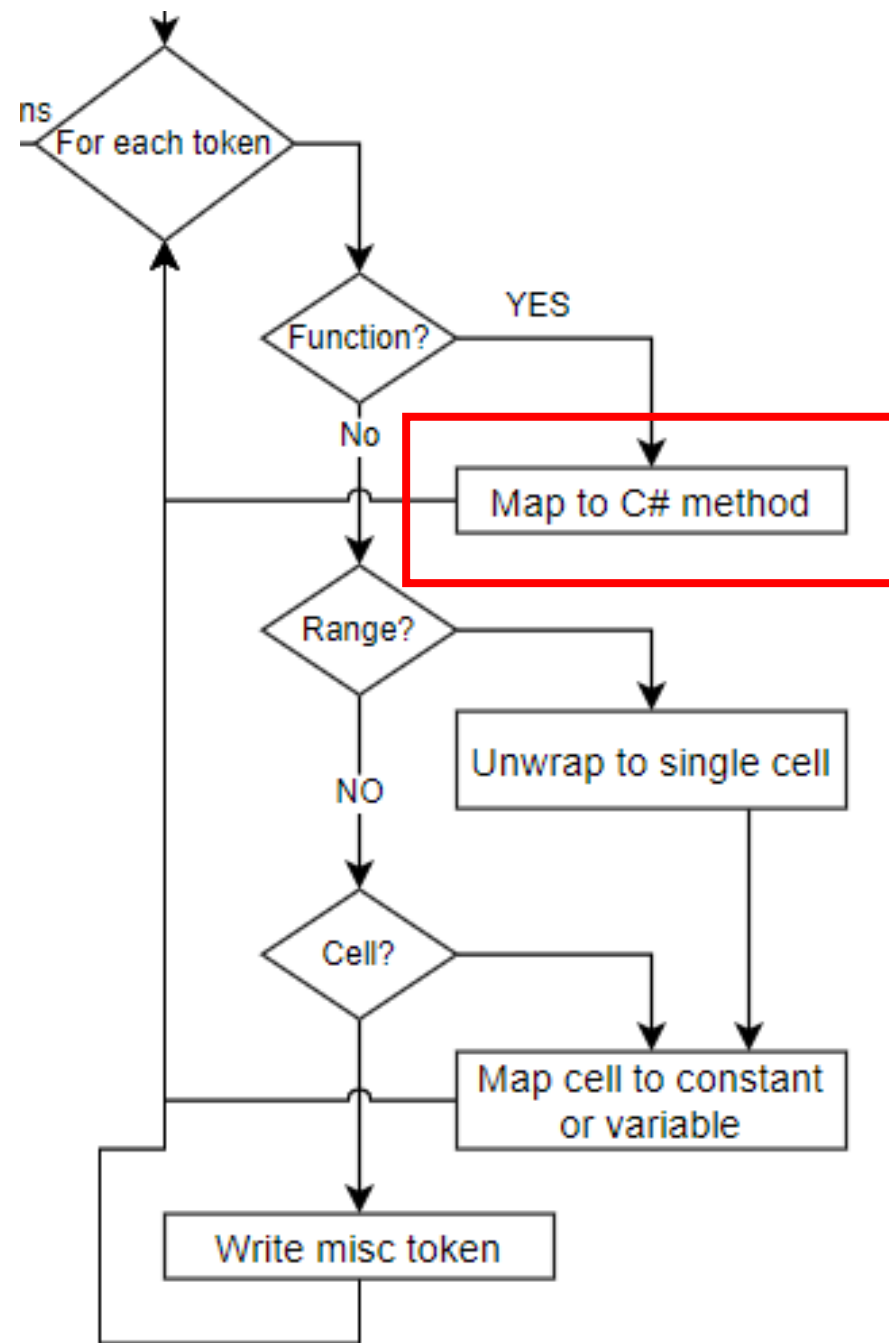 ns
For each token
YES
Function?
No
Map to C# method
Range?
Unwrap to single cell
NO
Cell?
Map cell to constant
or variable
Write misc token